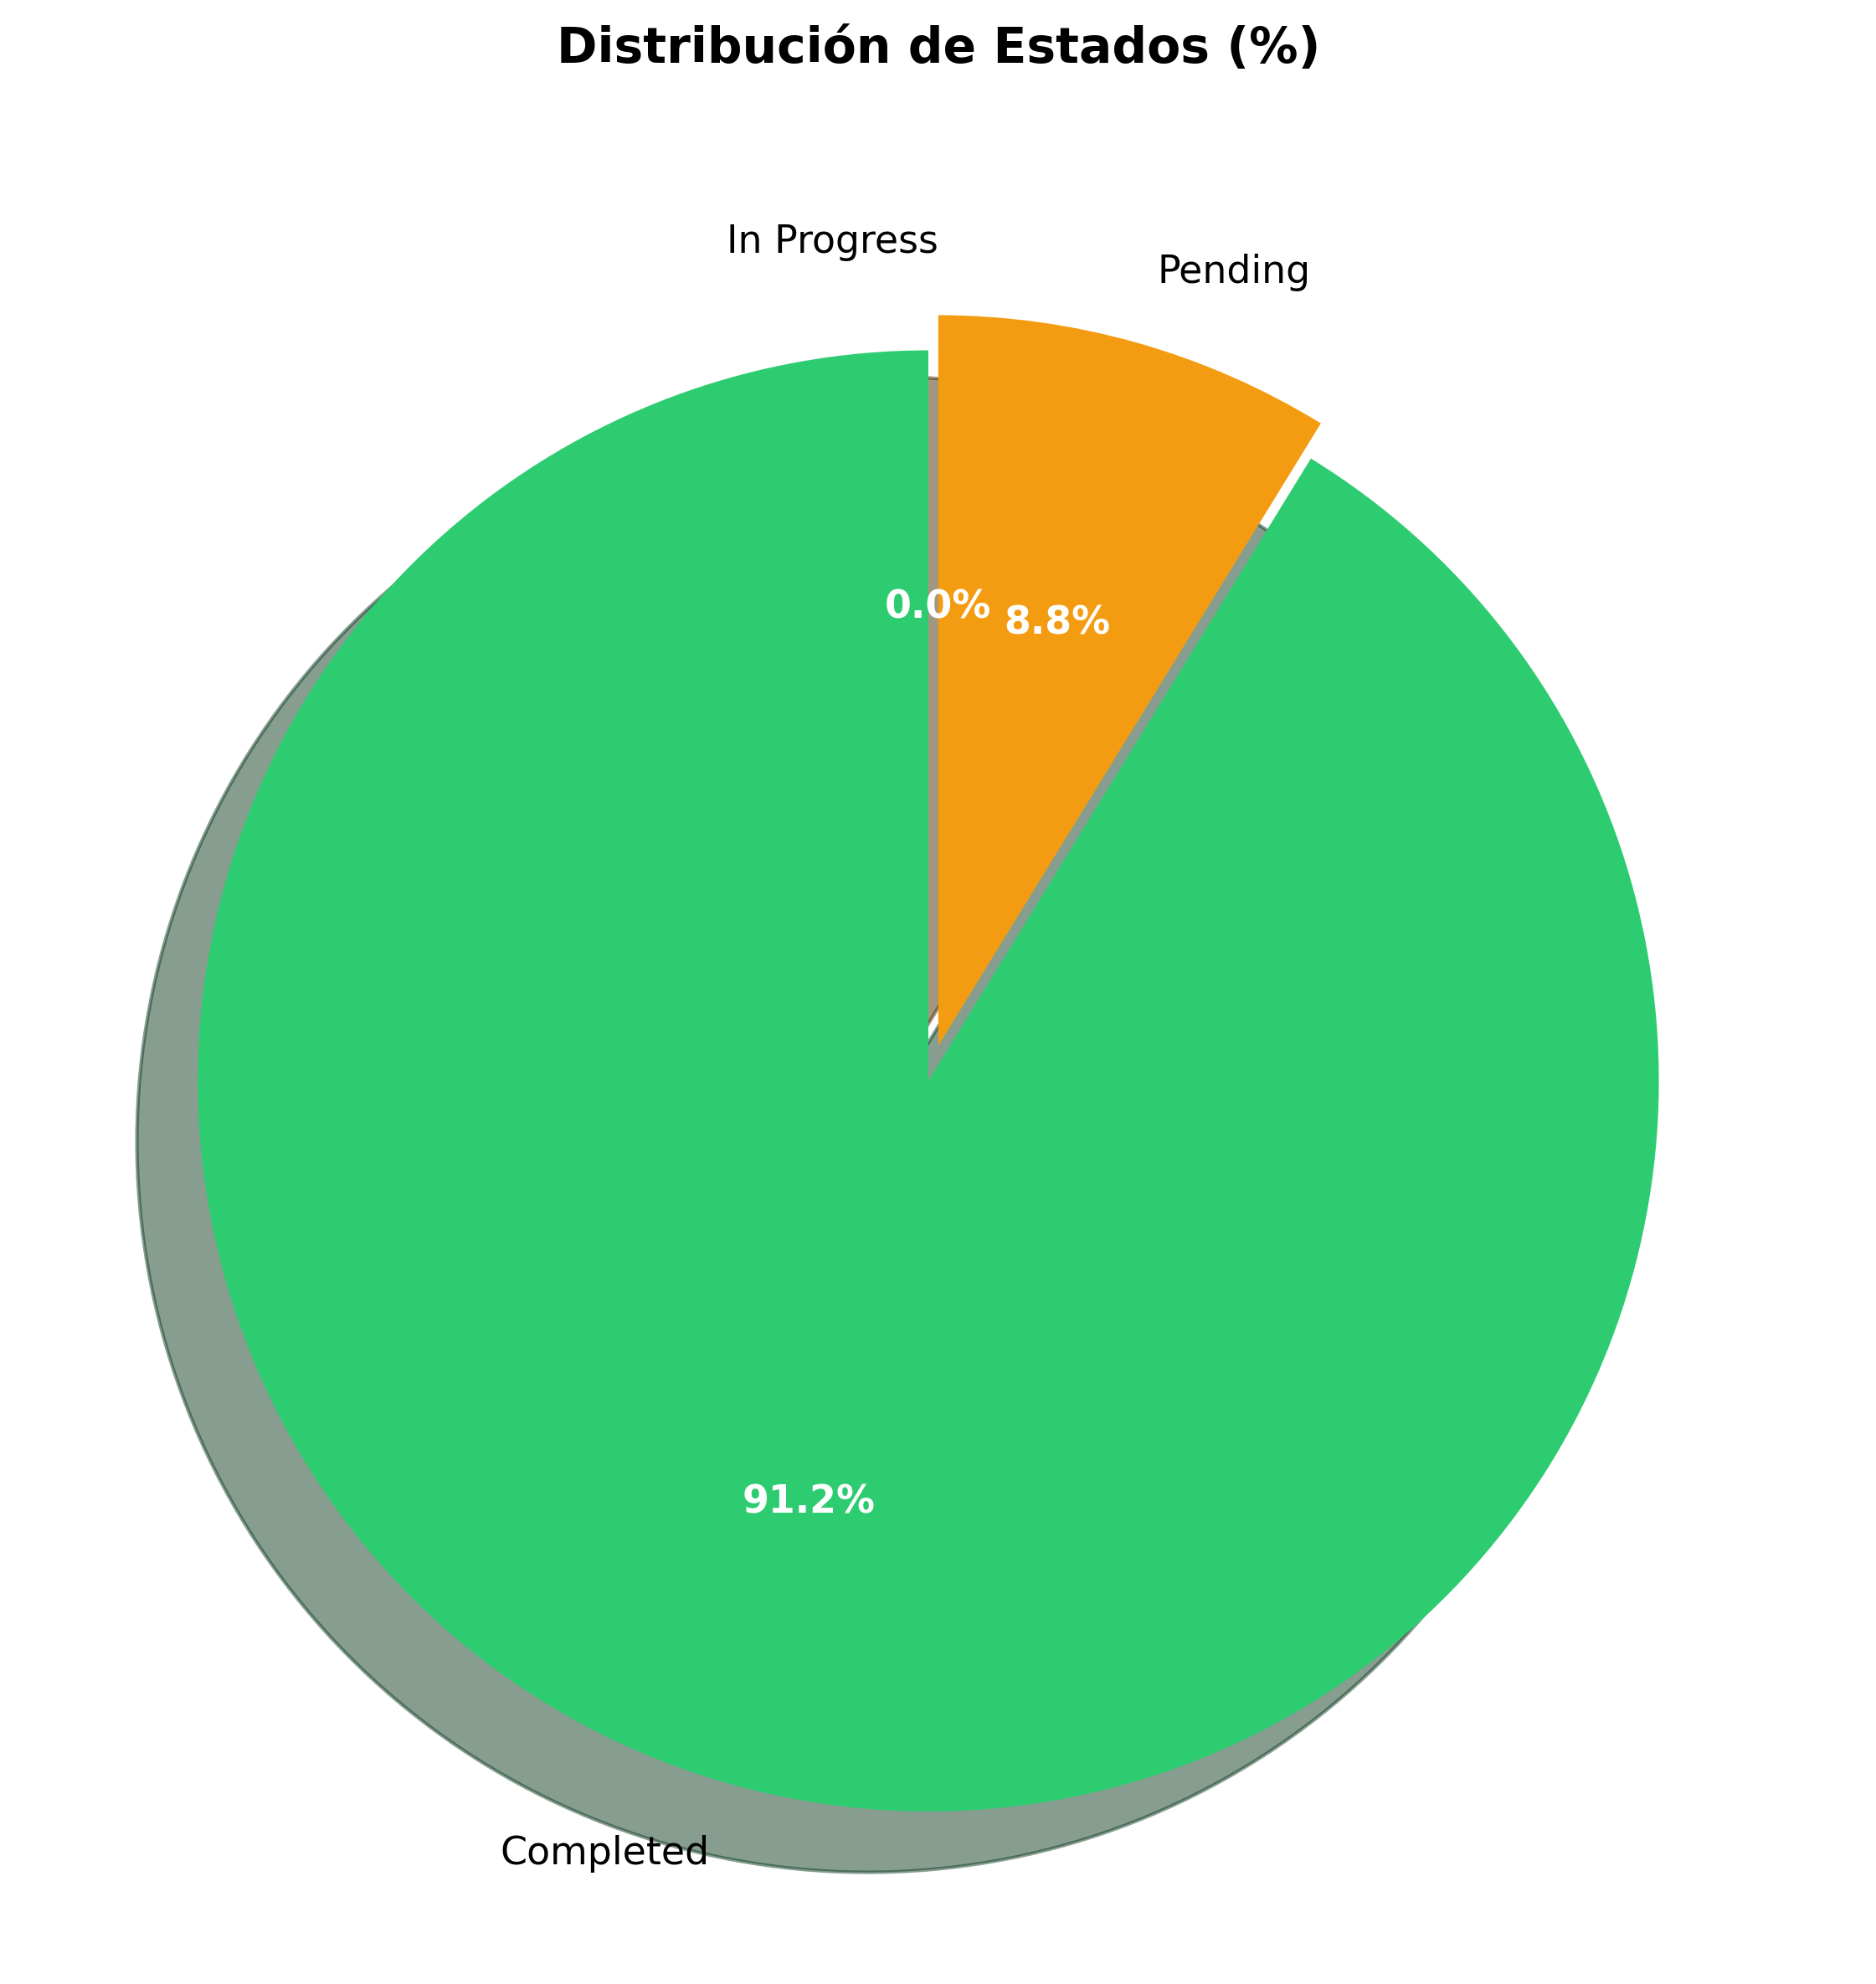 Distribución de Estados (%)
In Progress
Pending
0.0%
8.8%
91.2%
Completed